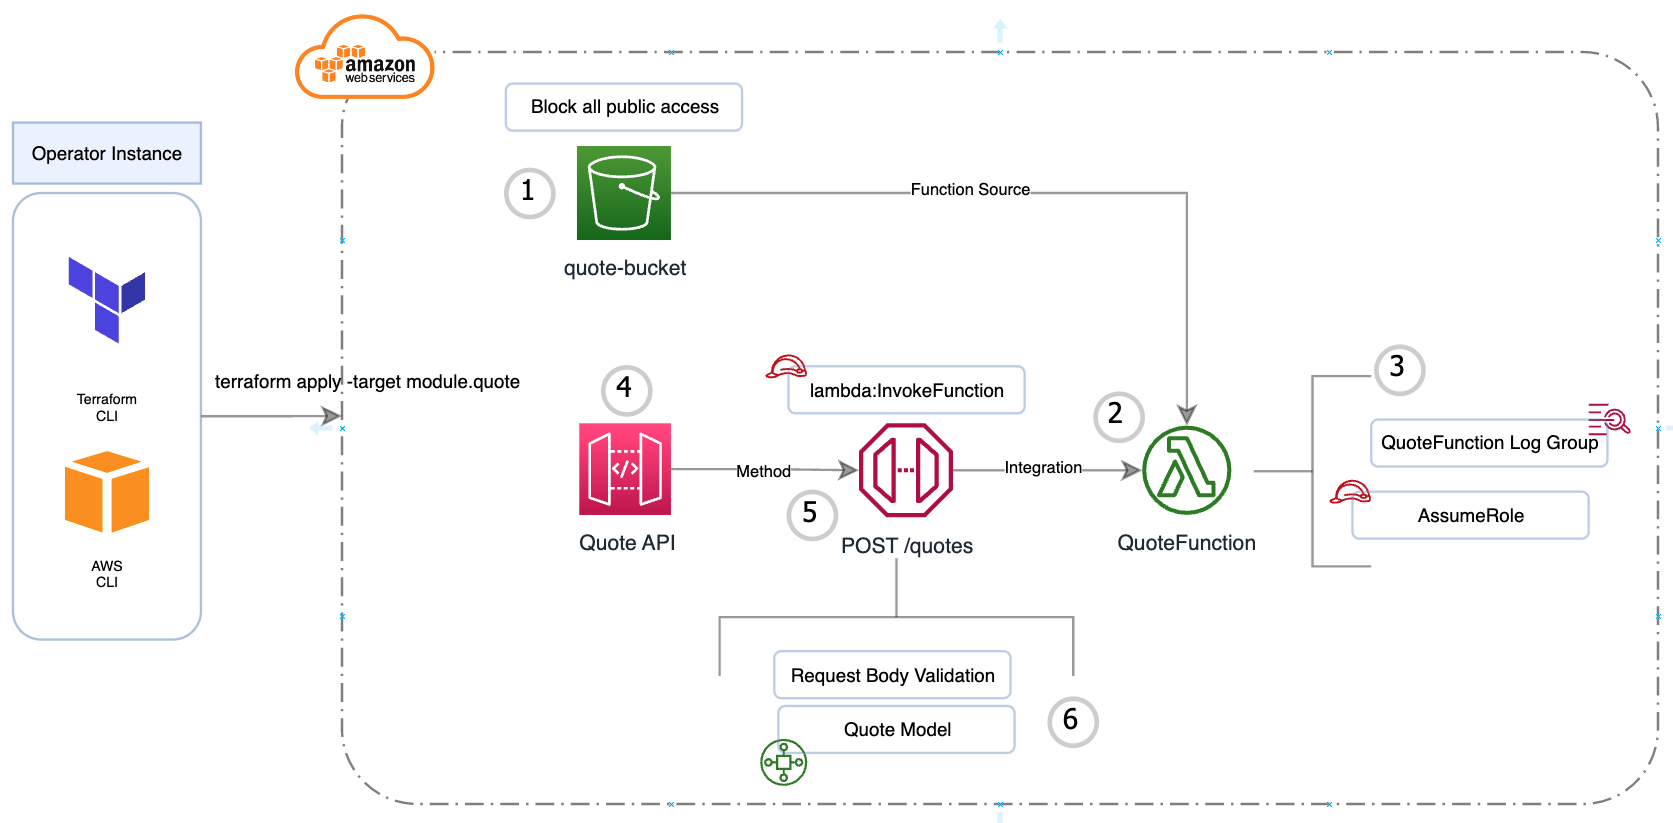 amazon
web services
Block all public access
Operator Instance
1
Function Source
quote-bucket
terraform apply -target module.quote
Terraform
CLI
AWS
CLI
4
lambda:InvokeFunction
2
3
QuoteFunction Log Group
AssumeRole
</>
Method
Integration
5
Quote API
POST /quotes
QuoteFunction
Request Body Validation
Quote Model
6